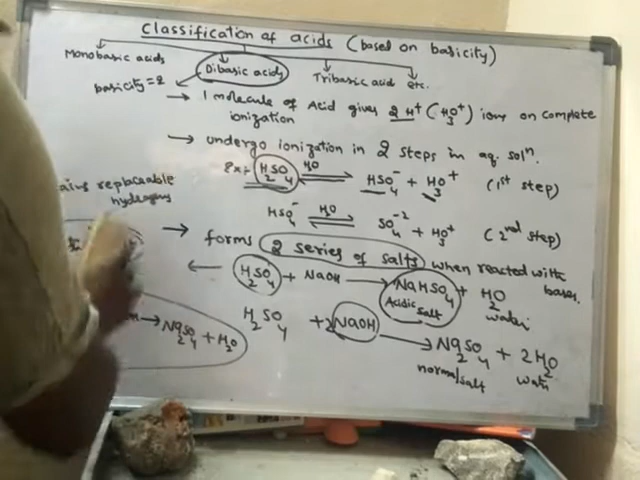 Classification of acids (based on basicity)
Monobasic acids Dibasic acids Tribasic acid etc.
basicity=2
→ 1 molecule of Acid gives 2H⁺ (H₃O⁺) ions on complete
ionization
→ undergo ionization in 2 steps in aq. solⁿ.
Ex:- H₂SO₄ ⇌ HSO₄⁻ + H₃O⁺ (1st step)
H₂O
replaceable
hydrogens
HSO₄⁻ ⇌ SO₄⁻² + H₃O⁺ (2nd step)
H₂O
→ forms 2 series of salts when reacted with
bases.
← H₂SO₄ + NaOH → NaHSO₄ + H₂O
Acidic salt water
H₂SO₄ + 2NaOH → Na₂SO₄ + 2H₂O
normal salt water
→ Na₂SO₄ + H₂O